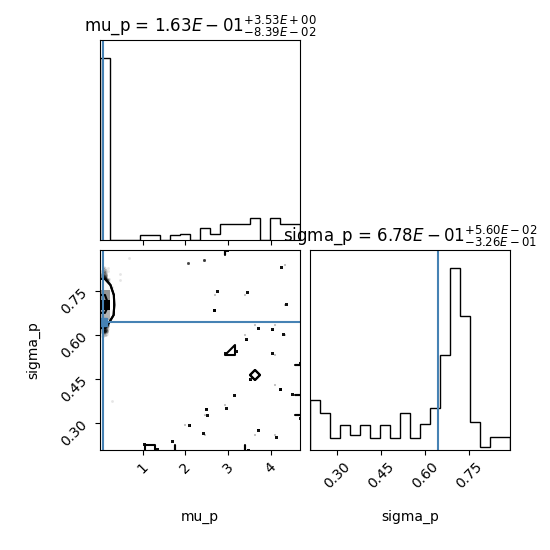 mu_p = 1.63E − 01+3.53E+00−8.39E−02
sigma_p = 6.78E − 01+5.60E−02−3.26E−01
0.75
0.60
0.45
0.30
sigma_p
1 2 3 4
0.30 0.45 0.60 0.75
mu_p
sigma_p